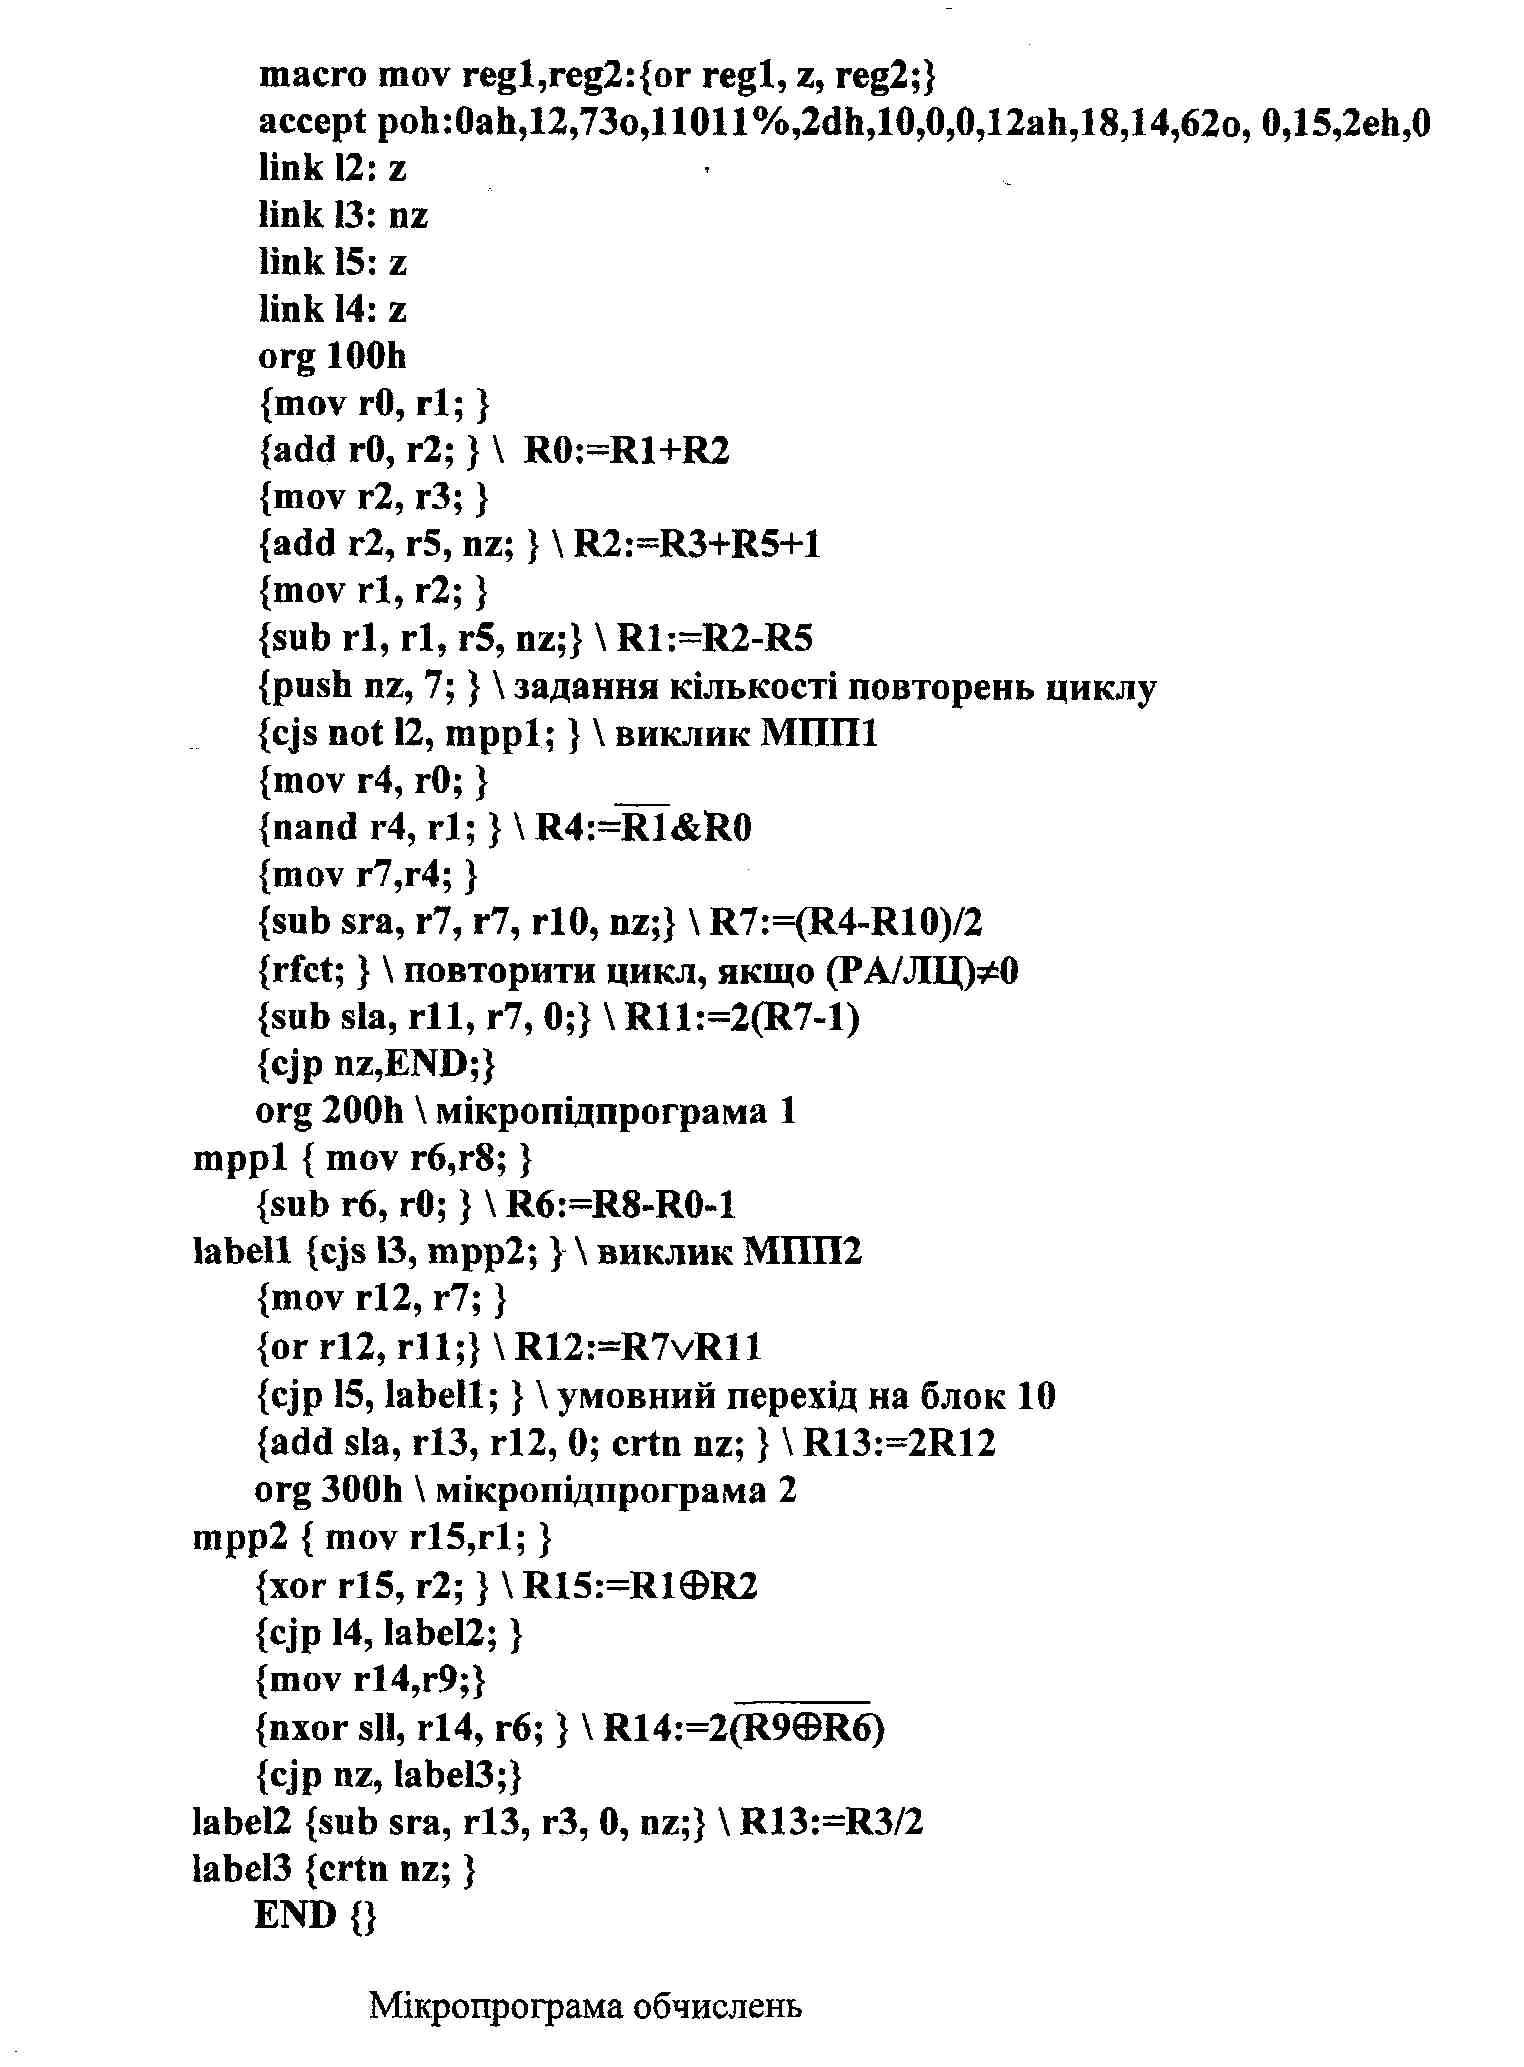 macro mov reg1,reg2:{or reg1, z, reg2;}
accept poh:0ah,12,73o,11011%,2dh,10,0,0,12ah,18,14,62o, 0,15,2eh,0
link l2: z
link l3: nz
link l5: z
link l4: z
org 100h
{mov r0, r1; }
{add r0, r2; } \ R0:=R1+R2
{mov r2, r3; }
{add r2, r5, nz; } \ R2:=R3+R5+1
{mov r1, r2; }
{sub r1, r1, r5, nz;} \ R1:=R2-R5
{push nz, 7; } \ задання кількості повторень циклу
{cjs not l2, mpp1; } \ виклик МПП1
{mov r4, r0; }
{nand r4, r1; } \ R4:=R̅1̅&R0
{mov r7,r4; }
{sub sra, r7, r7, r10, nz;} \ R7:=(R4-R10)/2
{rfct; } \ повторити цикл, якщо (РА/ЛЦ)≠0
{sub sla, r11, r7, 0;} \ R11:=2(R7-1)
{cjp nz,END;}
org 200h \ мікропідпрограма 1
mpp1 { mov r6,r8; }
{sub r6, r0; } \ R6:=R8-R0-1
label1 {cjs l3, mpp2; } \ виклик МПП2
{mov r12, r7; }
{or r12, r11;} \ R12:=R7∨R11
{cjp l5, label1; } \ умовний перехід на блок 10
{add sla, r13, r12, 0; crtn nz; } \ R13:=2R12
org 300h \ мікропідпрограма 2
mpp2 { mov r15,r1; }
{xor r15, r2; } \ R15:=R1⊕R2
{cjp l4, label2; }
{mov r14,r9;}
{nxor sll, r14, r6; } \ R14:=2(R̅9̅⊕̅R̅6̅)
{cjp nz, label3;}
label2 {sub sra, r13, r3, 0, nz;} \ R13:=R3/2
label3 {crtn nz; }
END {}
Мікропрограма обчислень